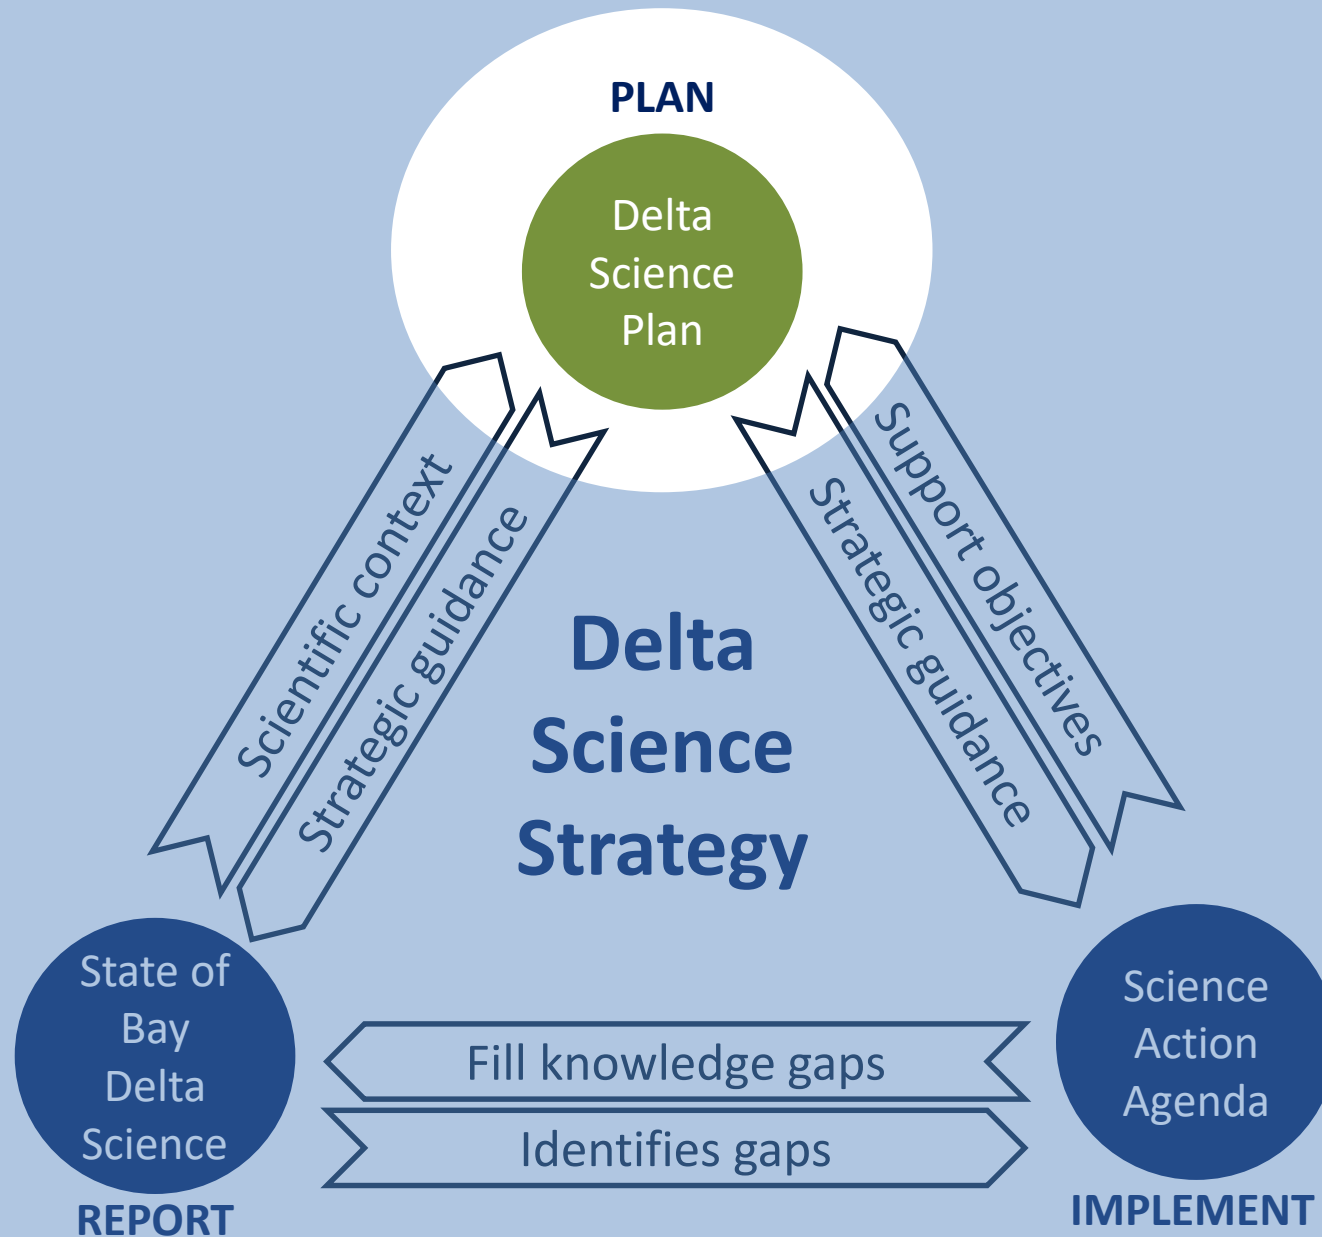 PLAN
Delta
Science
Plan
Scientific context
Strategic guidance
Strategic guidance
Support objectives
Delta
Science
Strategy
State of
Bay
Delta
Science
REPORT
Fill knowledge gaps
Identifies gaps
Science
Action
Agenda
IMPLEMENT